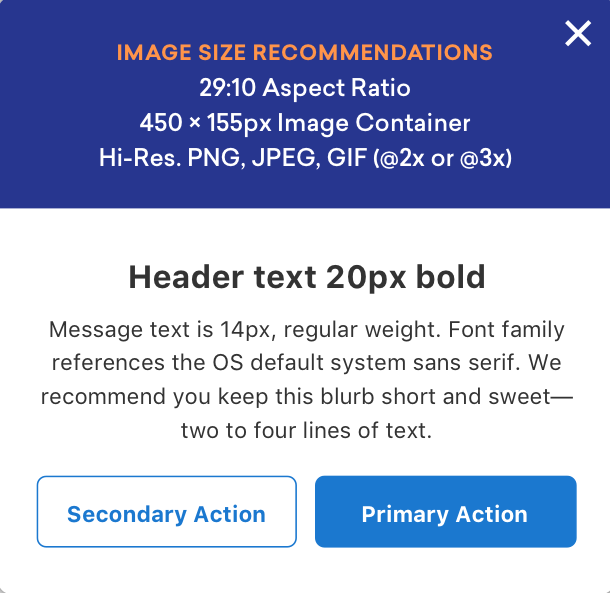 IMAGE SIZE RECOMMENDATIONS
29:10 Aspect Ratio
450 × 155px Image Container
Hi-Res. PNG, JPEG, GIF (@2x or @3x)
Header text 20px bold
Message text is 14px, regular weight. Font family
references the OS default system sans serif. We
recommend you keep this blurb short and sweet—
two to four lines of text.
Secondary Action
Primary Action